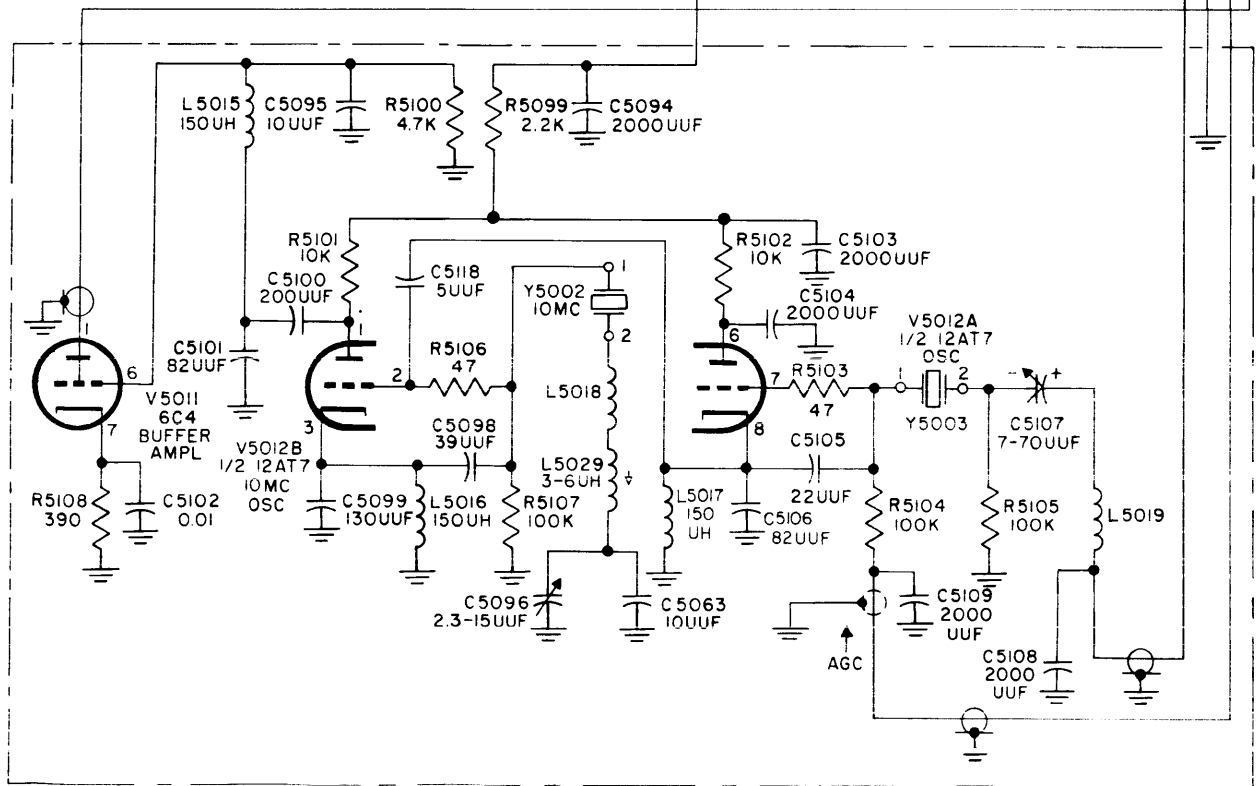 L5015
150UH
C5095
10UUF
R5100
4.7K
R5099
2.2K
C5094
2000UUF
R5101
10K
C5100
200UUF
C5118
5UUF
Y5002
10MC
1
2
R5102
10K
C5103
2000UUF
C5104
2000UUF
1
6
V5011
6C4
BUFFER
AMPL
7
C5101
82UUF
1
2
3
R5106
47
V5012B
1/2 12AT7
10MC
OSC
C5098
39UUF
L5018
L5029
3-6UH
6
7
8
R5103
47
V5012A
1/2 12AT7
OSC
1
2
Y5003
- +
C5107
7-70UUF
R5108
390
C5102
0.01
C5099
130UUF
L5016
150UH
R5107
100K
L5017
150
UH
C5105
22UUF
C5106
82UUF
R5104
100K
R5105
100K
L5019
C5096
2.3-15UUF
C5063
10UUF
AGC
C5109
2000
UUF
C5108
2000
UUF